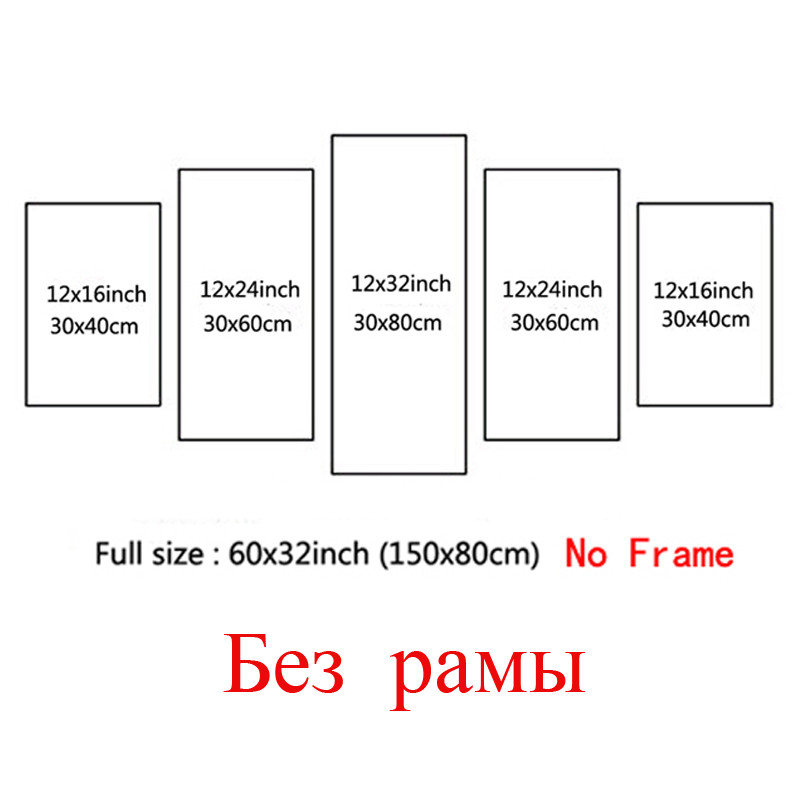 12x16inch
30x40cm
12x24inch
30x60cm
12x32inch
30x80cm
12x24inch
30x60cm
12x16inch
30x40cm
Full size : 60x32inch (150x80cm) No Frame
Без рамы